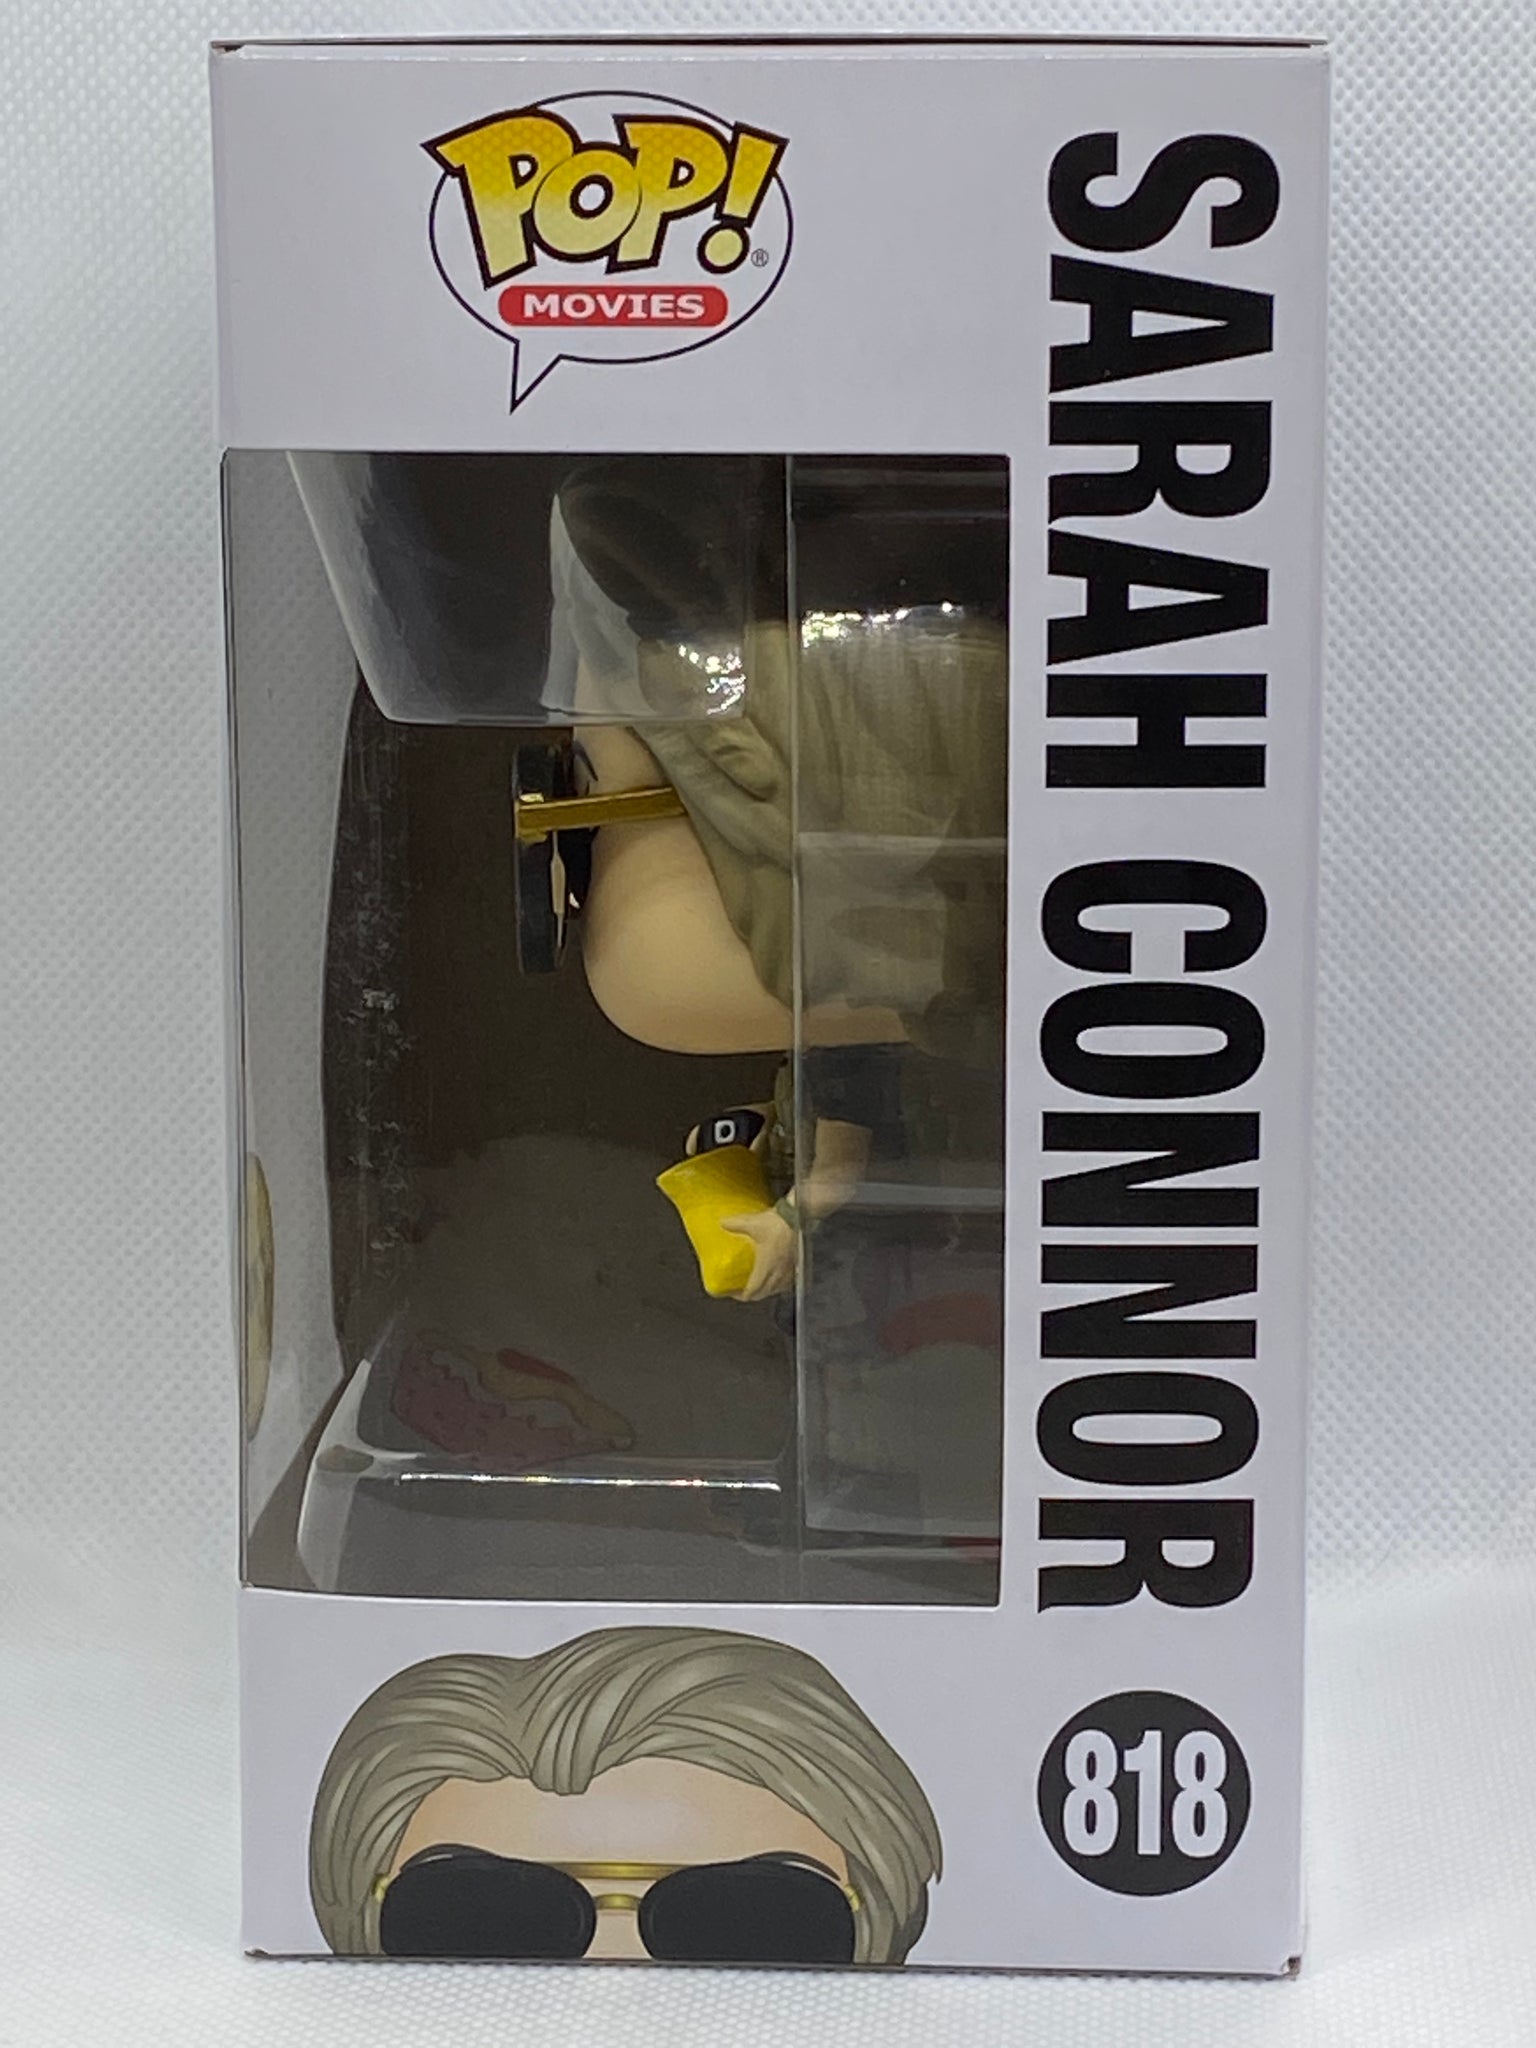 POP!®
MOVIES
SARAH CONNOR
818
D